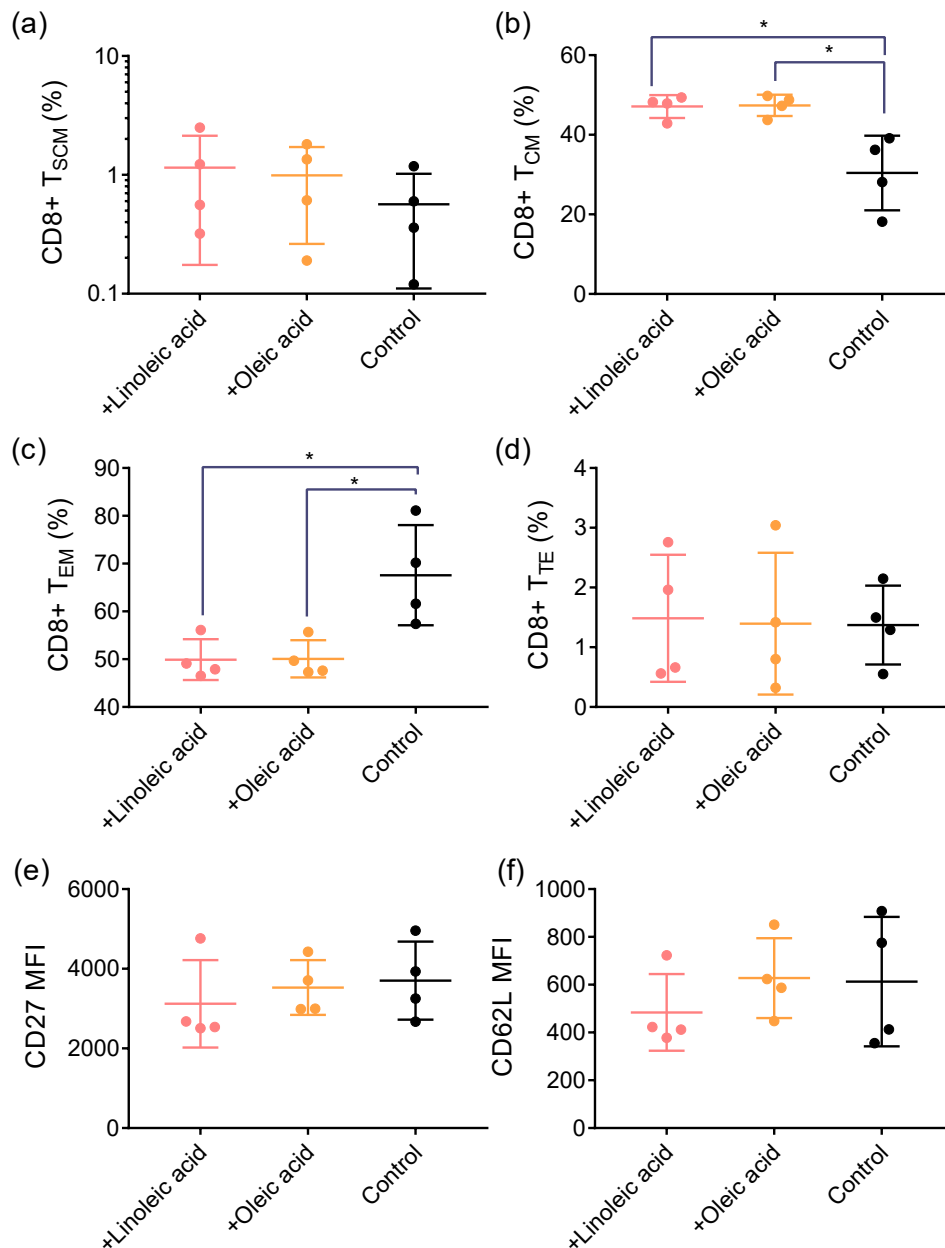 (a)
CD8+ TSCM (%)
10
1
0.1
+Linoleic acid
+Oleic acid
Control
(b)
CD8+ TCM (%)
60
40
20
0
*
*
+Linoleic acid
+Oleic acid
Control
(c)
CD8+ TEM (%)
90
80
70
60
50
40
*
*
+Linoleic acid
+Oleic acid
Control
(d)
CD8+ TTE (%)
4
3
2
1
0
+Linoleic acid
+Oleic acid
Control
(e)
CD27 MFI
6000
4000
2000
0
+Linoleic acid
+Oleic acid
Control
(f)
CD62L MFI
1000
800
600
400
200
0
+Linoleic acid
+Oleic acid
Control